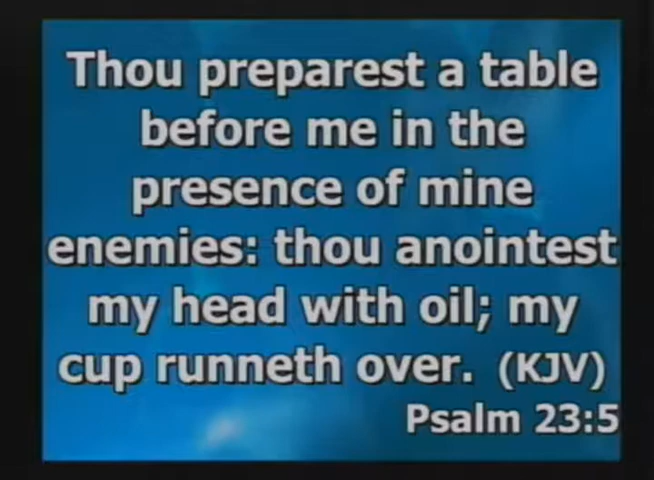 Thou preparest a table
before me in the
presence of mine
enemies: thou anointest
my head with oil; my
cup runneth over. (KJV)
Psalm 23:5